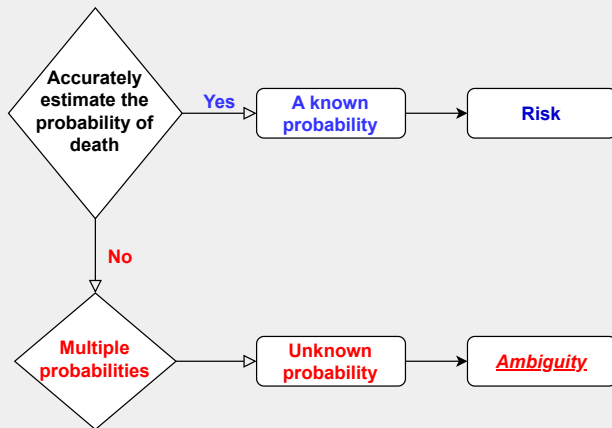 Accurately
estimate the
probability of
death
Yes
A known
probability
Risk
No
Multiple
probabilities
Unknown
probability
Ambiguity